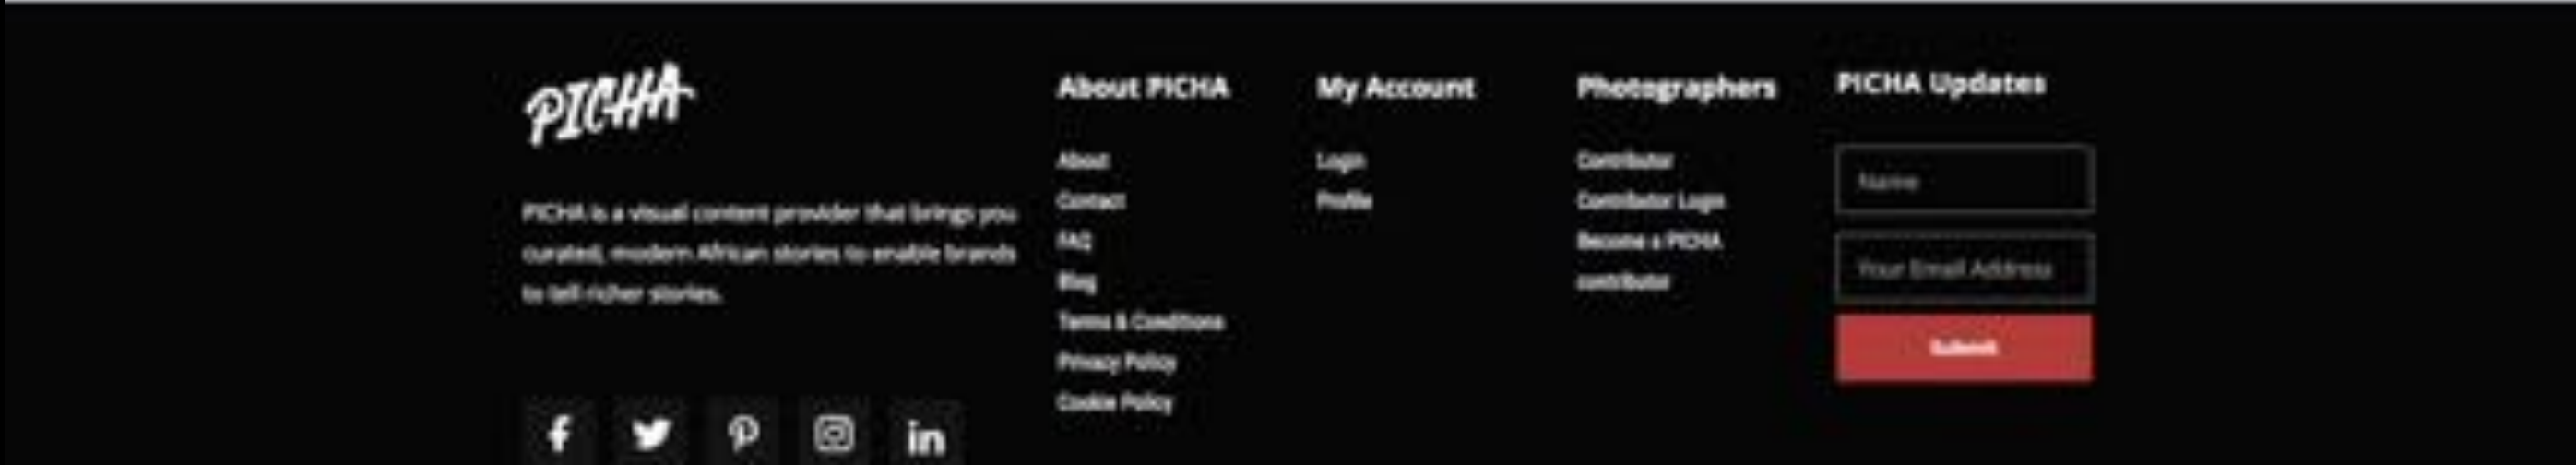 PICHA
PICHA is a visual content provider that brings you
curated, modern African stories to enable brands
to tell richer stories.
About PICHA
About
Contact
FAQ
Blog
Terms & Conditions
Privacy Policy
Cookie Policy
My Account
Login
Profile
Photographers
Contributor
Contributor Login
Become a PICHA
contributor
PICHA Updates
Name
Your Email Address
Submit